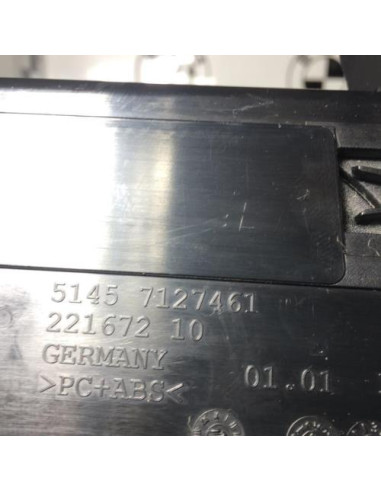 5145 7127461
221672 10
GERMANY 01.01
>PC+ABS<